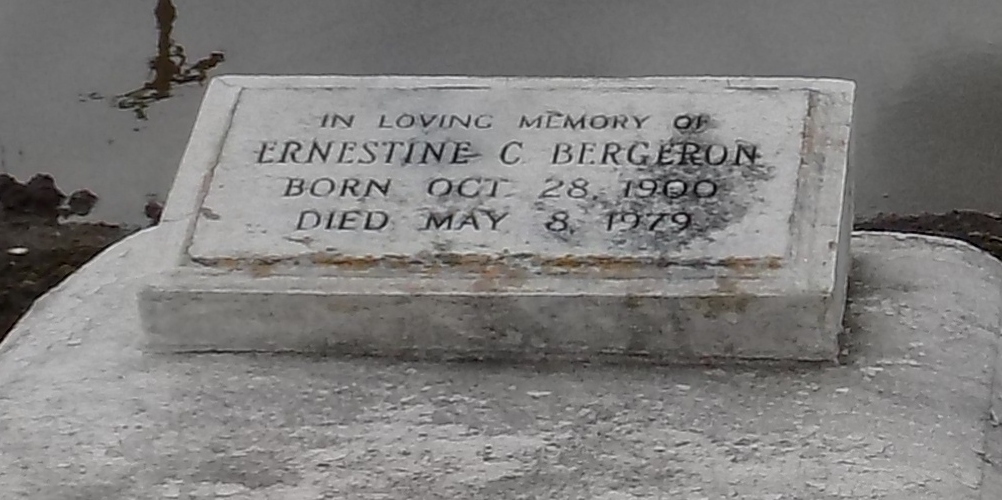 IN LOVING MEMORY OF
ERNESTINE C BERGERON
BORN OCT. 28, 1900
DIED MAY 8, 1979